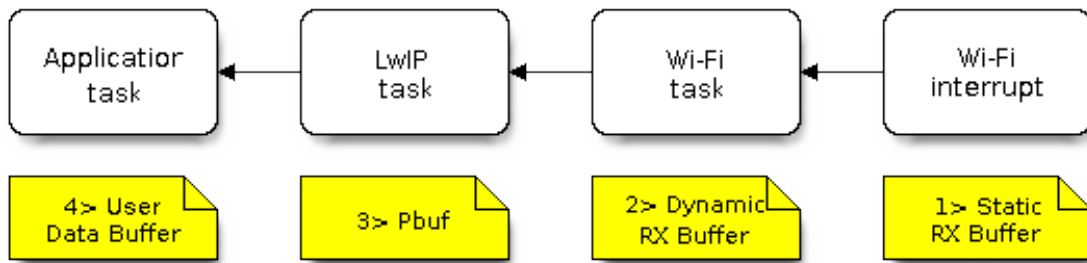 Application
task
LwIP
task
Wi-Fi
task
Wi-Fi
interrupt
4> User
Data Buffer
3> Pbuf
2> Dynamic
RX Buffer
1> Static
RX Buffer